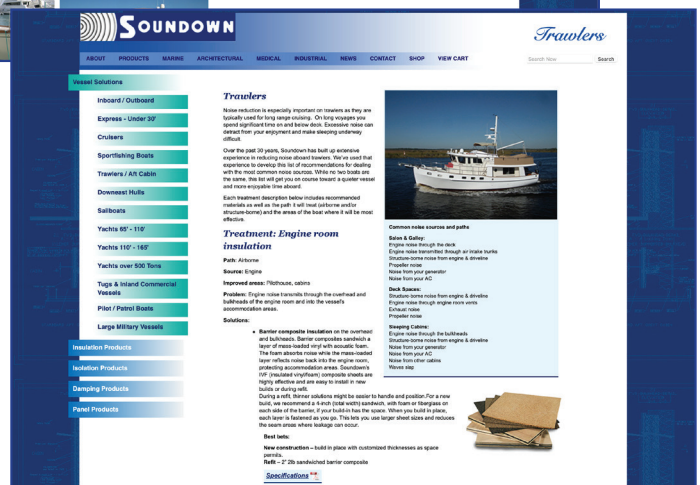 SOUNDOWN
Trawlers
ABOUT PRODUCTS MARINE ARCHITECTURAL MEDICAL INDUSTRIAL NEWS CONTACT SHOP VIEW CART
Search Now Search
Vessel Solutions
Inboard / Outboard
Express - Under 30'
Cruisers
Sportfishing Boats
Trawlers / Aft Cabin
Downeast Hulls
Sailboats
Yachts 65' - 110'
Yachts 110' - 165'
Yachts over 500 Tons
Tugs & Inland Commercial
Vessels
Pilot / Patrol Boats
Large Military Vessels
Insulation Products
Isolation Products
Damping Products
Panel Products
Trawlers
Noise reduction is especially important on trawlers as they are
typically used for long range cruising. On long voyages you
spend significant time on and below deck. Excessive noise can
detract from your enjoyment and make sleeping underway
difficult.
Over the past 30 years, Soundown has built up extensive
experience in reducing noise aboard trawlers. We've used that
experience to develop this list of recommendations for dealing
with the most common noise sources. While no two boats are
the same, this list will get you on course toward a quieter vessel
and more enjoyable time aboard.
Each treatment description below includes recommended
materials as well as the path it will treat (airborne and/or
structure-borne) and the areas of the boat where it will be most
effective.
Treatment: Engine room
insulation
Path: Airborne
Source: Engine
Improved areas: Pilothouse, cabins
Problem: Engine noise transmits through the overhead and
bulkheads of the engine room and into the vessel's
accommodation areas.
Solutions:
• Barrier composite insulation on the overhead
and bulkheads. Barrier composites sandwich a
layer of mass-loaded vinyl with acoustic foam.
The foam absorbs noise while the mass-loaded
layer reflects noise back into the engine room,
protecting accommodation areas. Soundown's
IVF (insulated vinyl/foam) composite sheets are
highly effective and are easy to install in new
builds or during refit.
During a refit, thinner solutions might be easier to handle and position.For a new
build, we recommend a 4-inch (total width) sandwich, with foam or fiberglass on
each side of the barrier, if your build-in has the space. When you build in place,
each layer is fastened as you go. This lets you use larger sheet sizes and reduces
the seam areas where leakage can occur.
Best bets:
New construction – build in place with customized thicknesses as space
permits.
Refit – 2" 2lb sandwiched barrier composite
Specifications
Common noise sources and paths
Salon & Galley:
Engine noise through the deck
Engine noise transmitted through air intake trunks
Structure-borne noise from engine & driveline
Propeller noise
Noise from your generator
Noise from your AC
Deck Spaces:
Structure-borne noise from engine & driveline
Engine noise through engine room vents
Exhaust noise
Propeller noise
Sleeping Cabins:
Engine noise through the bulkheads
Structure-borne noise from engine & driveline
Noise from your generator
Noise from your AC
Noise from other cabins
Waves slap